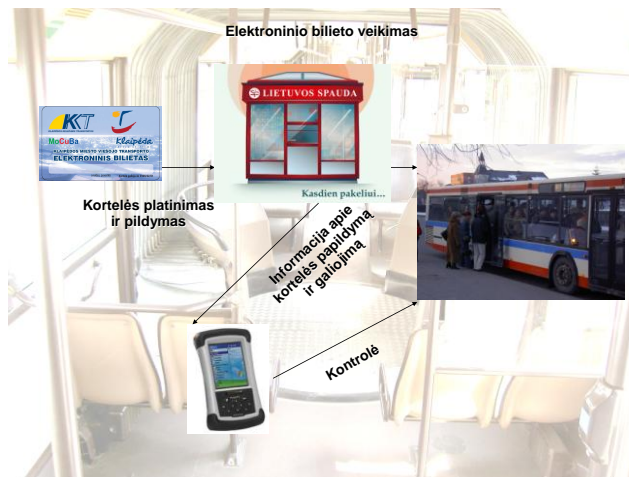 Elektroninio bilieto veikimas
LIETUVOS SPAUDA
KKT
MoCuBa Klaipėda
KLAIPĖDOS MIESTO VIEŠOJO TRANSPORTO
ELEKTRONINIS BILIETAS
Kasdien pakeliui...
Kortelės platinimas
ir pildymas
Informacija apie
kortelės papildymą
ir galiojimą
Kontrolė